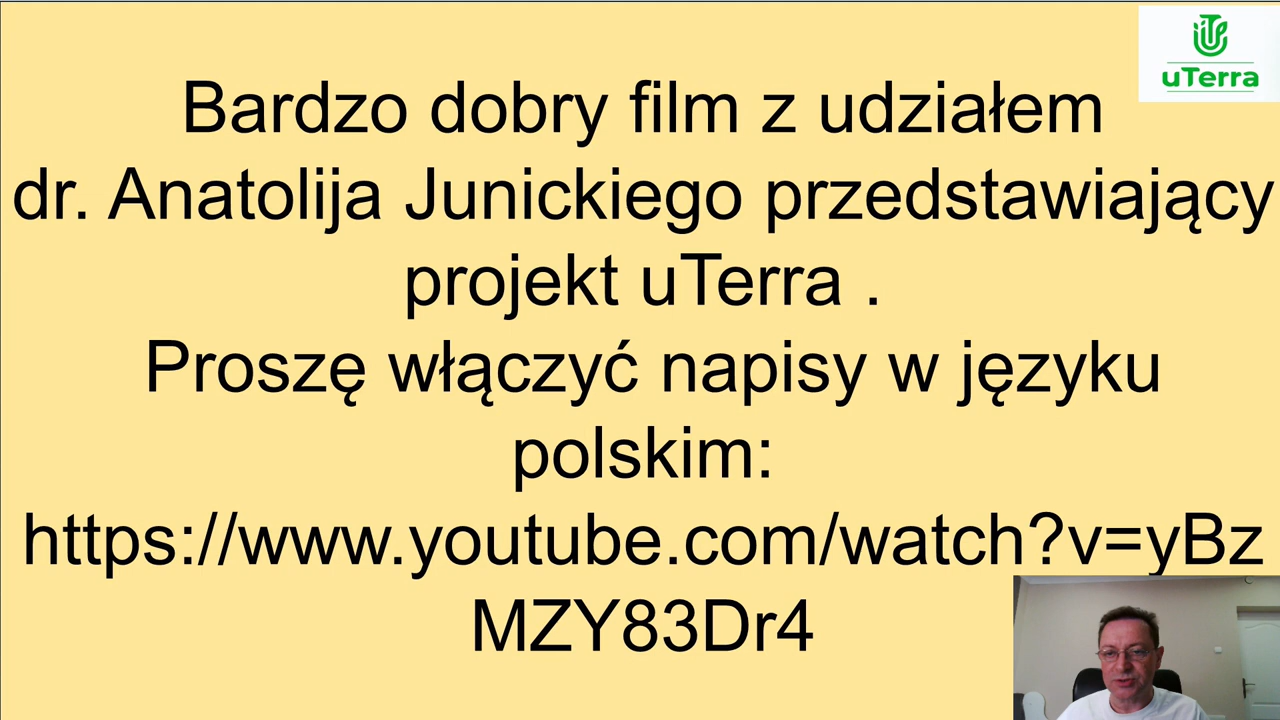 uTerra
Bardzo dobry film z udziałem
dr. Anatolija Junickiego przedstawiający
projekt uTerra .
Proszę włączyć napisy w języku
polskim:
https://www.youtube.com/watch?v=yBz
MZY83Dr4